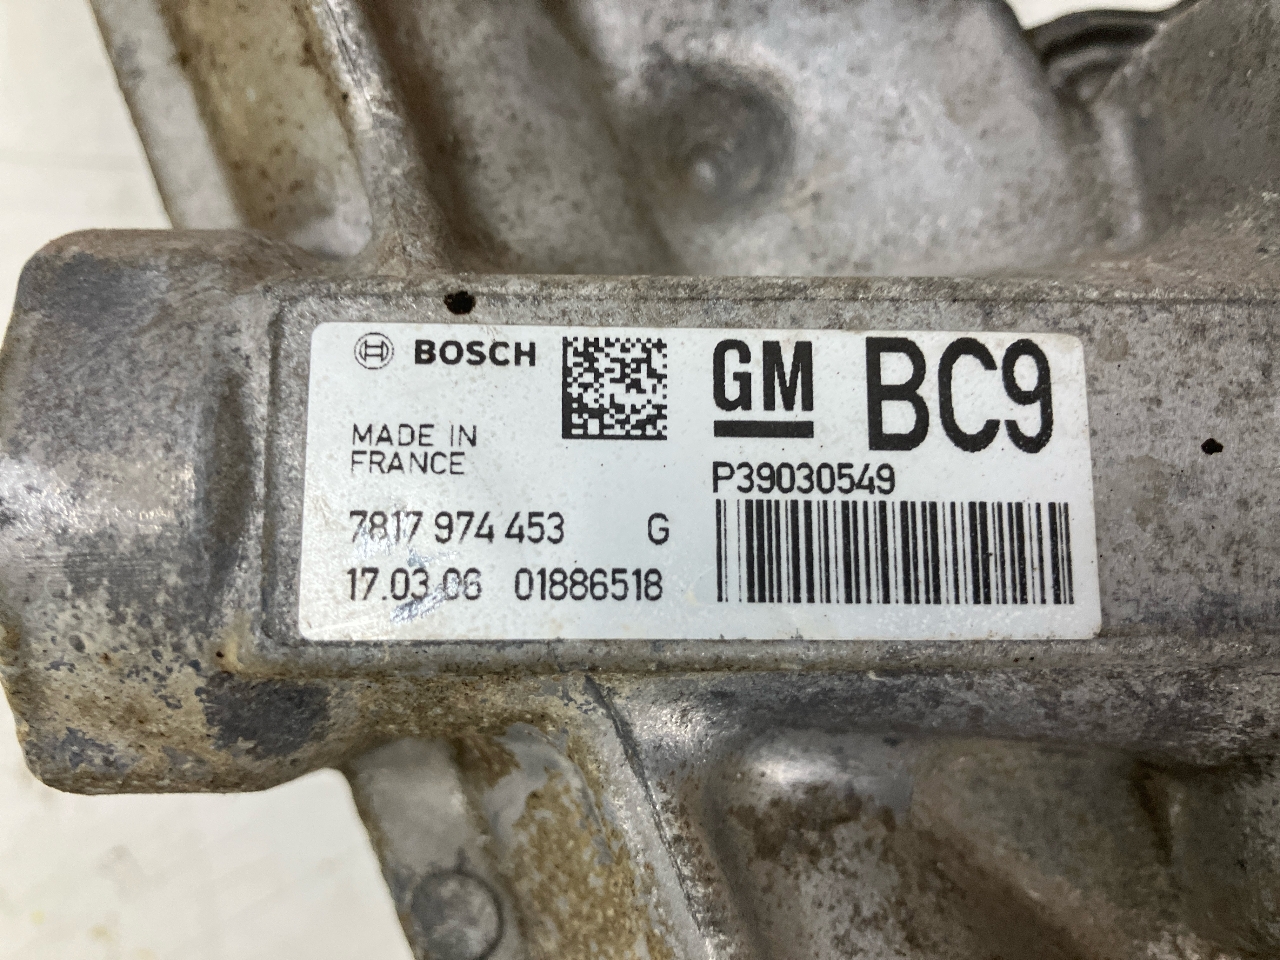 BOSCH
MADE IN
FRANCE
7817 974 453 G
17.03.06 01886518
GM BC9
P39030549